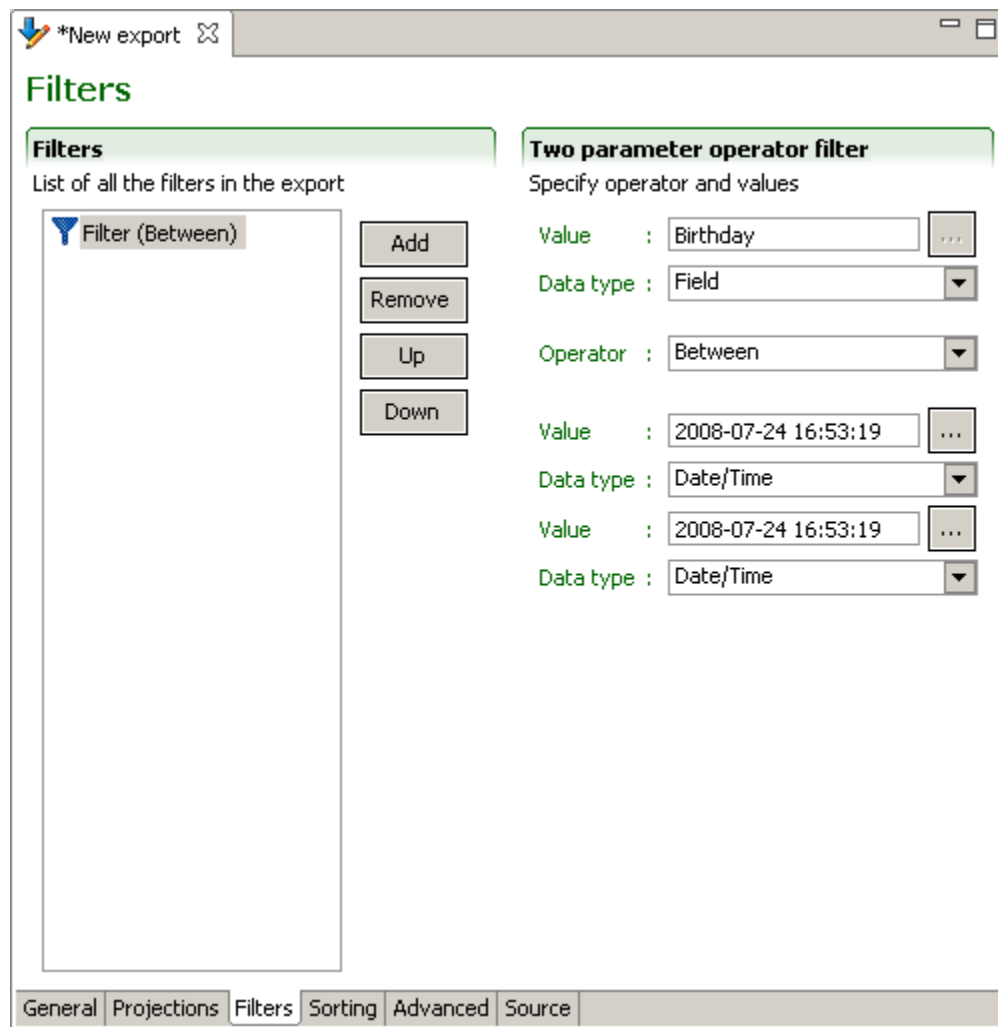 *New export
Filters
Filters
List of all the filters in the export
Filter (Between)
Add
Remove
Up
Down
Two parameter operator filter
Specify operator and values
Value : Birthday ...
Data type : Field
Operator : Between
Value : 2008-07-24 16:53:19 ...
Data type : Date/Time
Value : 2008-07-24 16:53:19 ...
Data type : Date/Time
General Projections Filters Sorting Advanced Source